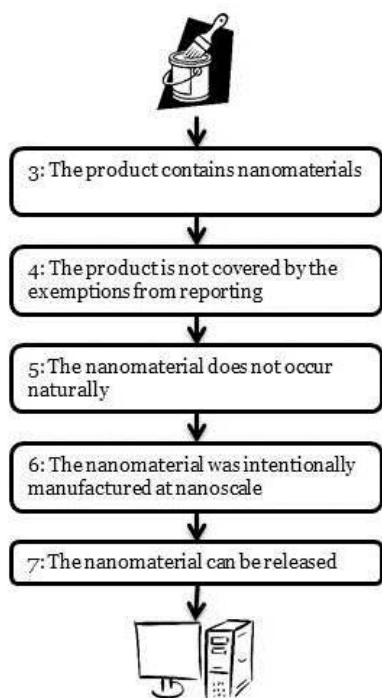 3: The product contains nanomaterials
4: The product is not covered by the
exemptions from reporting
5: The nanomaterial does not occur
naturally
6: The nanomaterial was intentionally
manufactured at nanoscale
7: The nanomaterial can be released